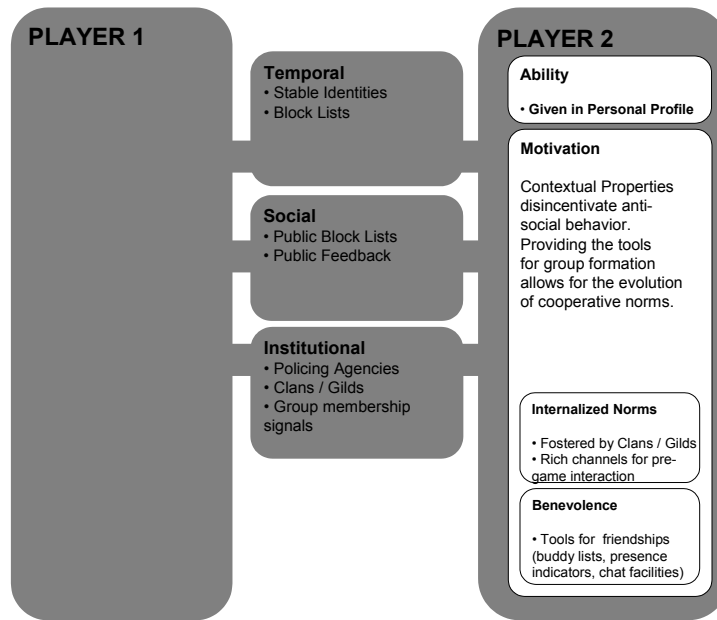 PLAYER 1
Temporal
• Stable Identities
• Block Lists
Social
• Public Block Lists
• Public Feedback
Institutional
• Policing Agencies
• Clans / Gilds
• Group membership
signals
PLAYER 2
Ability
• Given in Personal Profile
Motivation
Contextual Properties
disincentivate anti-
social behavior.
Providing the tools
for group formation
allows for the evolution
of cooperative norms.
Internalized Norms
• Fostered by Clans / Gilds
• Rich channels for pre-
game interaction
Benevolence
• Tools for friendships
(buddy lists, presence
indicators, chat facilities)